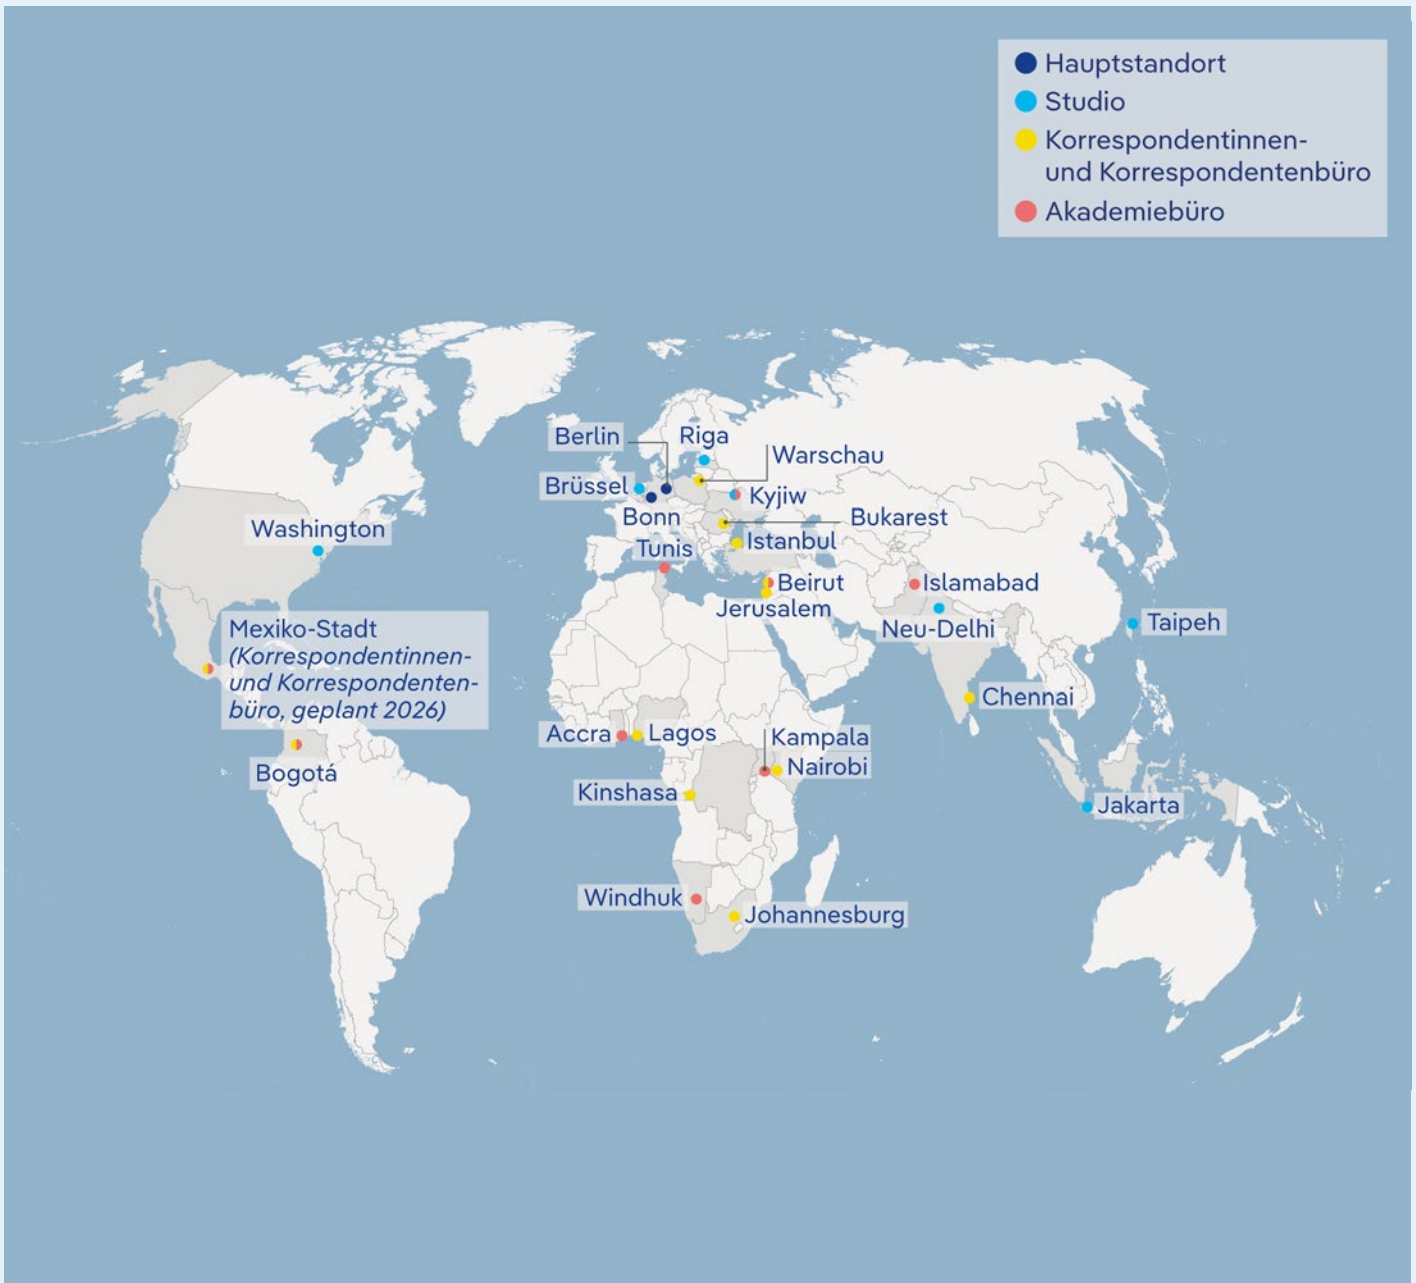 Hauptstandort
Studio
Korrespondentinnen-
und Korrespondentenbüro
Akademiebüro
Berlin
Riga
Warschau
Brüssel
Kyjiw
Bonn
Bukarest
Washington
Istanbul
Tunis
Beirut
Islamabad
Jerusalem
Neu-Delhi
Taipeh
Mexiko-Stadt
(Korrespondentinnen-
und Korrespondenten-
büro, geplant 2026)
Chennai
Accra
Lagos
Kampala
Nairobi
Bogotá
Kinshasa
Jakarta
Windhuk
Johannesburg